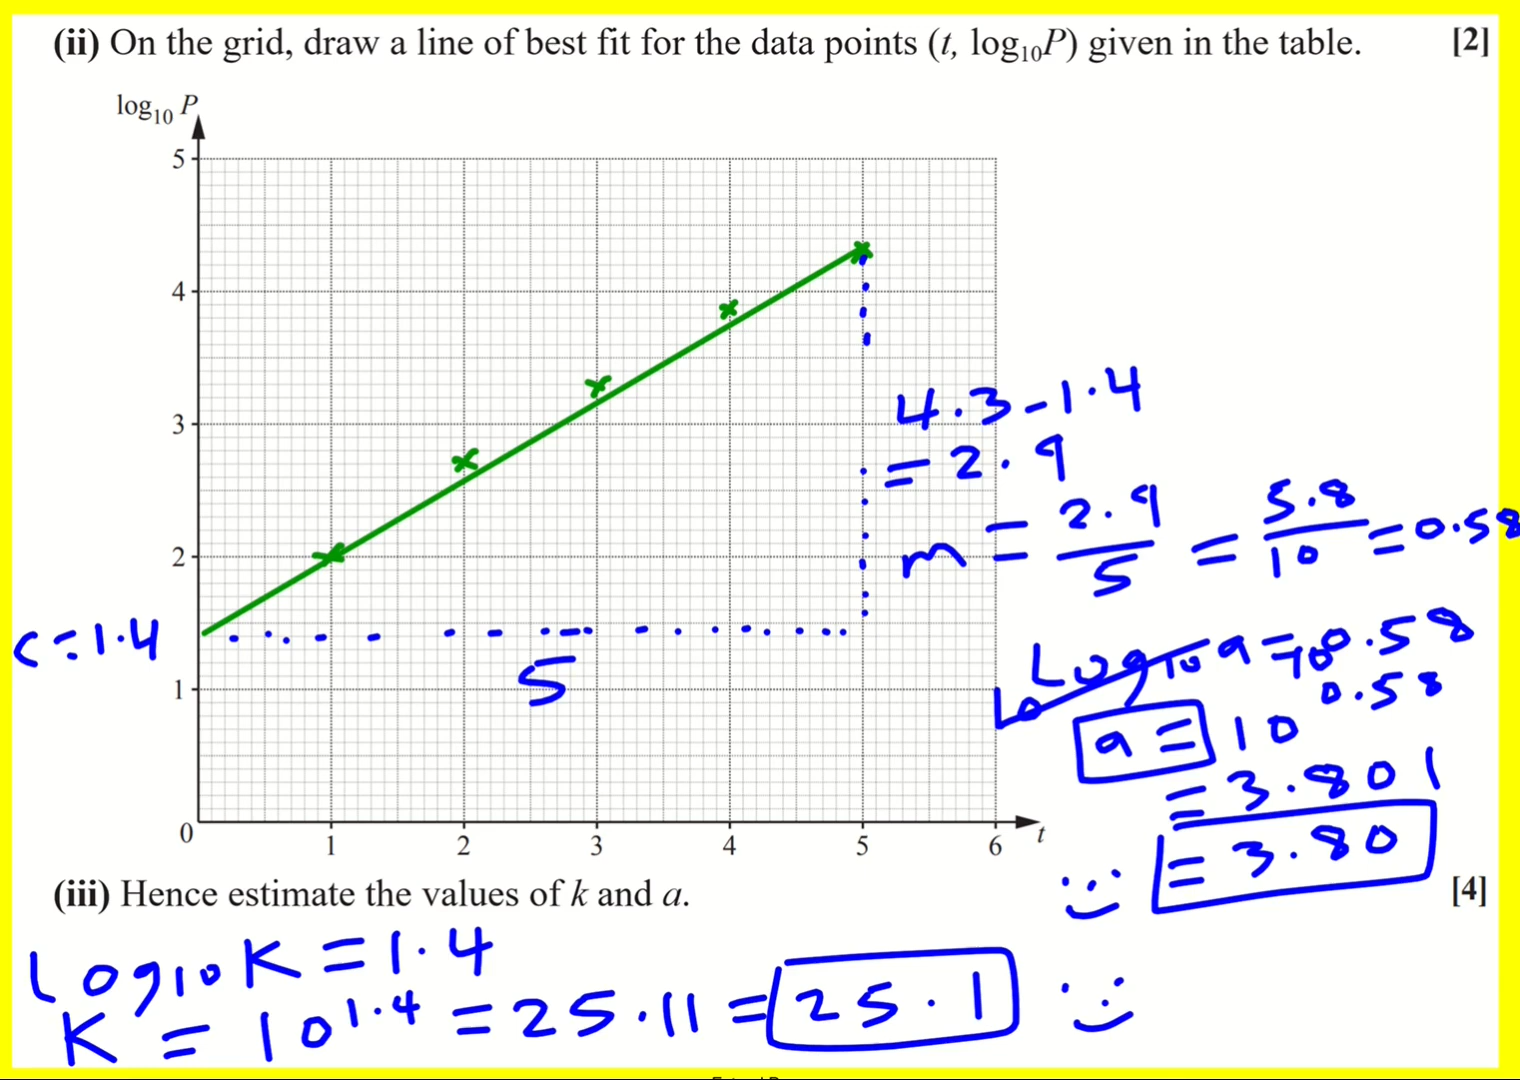 (ii) On the grid, draw a line of best fit for the data points (t, log₁₀P) given in the table. [2]
log₁₀ P
5
4
3
2
1
0
1 2 3 4 5 6 t
4.3-1.4
= 2.9
m = 2.9/5 = 5.8/10 = 0.58
c=1.4
5
Log₁₀ a = 0.58
a = 10^0.58
= 3.801
= 3.80
(iii) Hence estimate the values of k and a. [4]
Log₁₀ K = 1.4
K = 10^1.4 = 25.11 = 25.1